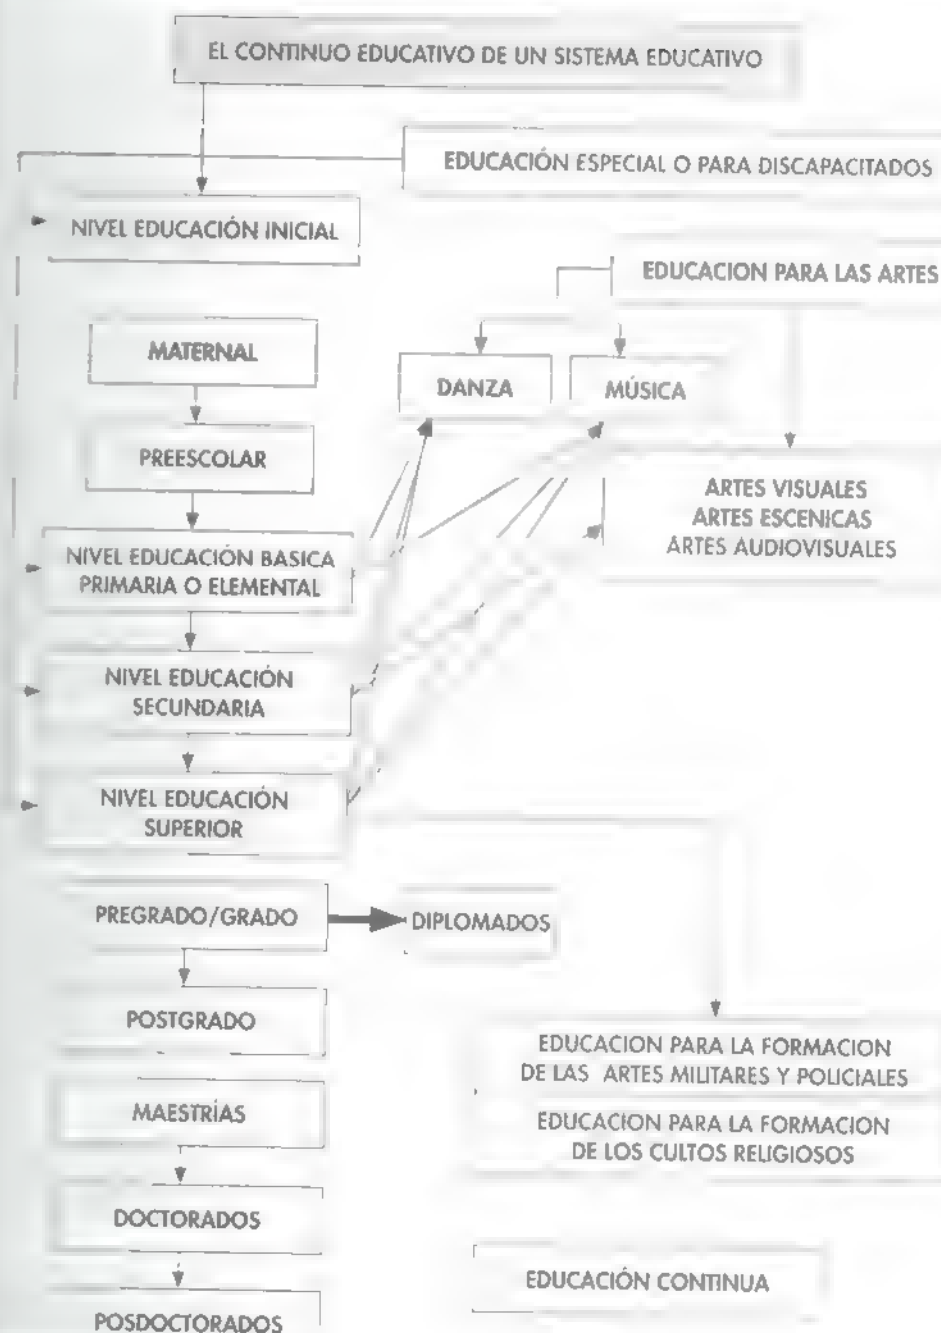 EL CONTINUO EDUCATIVO DE UN SISTEMA EDUCATIVO
EDUCACIÓN ESPECIAL O PARA DISCAPACITADOS
NIVEL EDUCACIÓN INICIAL
EDUCACION PARA LAS ARTES
MATERNAL
DANZA
MÚSICA
PREESCOLAR
ARTES VISUALES
ARTES ESCENICAS
ARTES AUDIOVISUALES
NIVEL EDUCACIÓN BASICA
PRIMARIA O ELEMENTAL
NIVEL EDUCACIÓN
SECUNDARIA
NIVEL EDUCACIÓN
SUPERIOR
PREGRADO/GRADO
DIPLOMADOS
POSTGRADO
EDUCACION PARA LA FORMACION
DE LAS ARTES MILITARES Y POLICIALES
MAESTRÍAS
EDUCACION PARA LA FORMACION
DE LOS CULTOS RELIGIOSOS
DOCTORADOS
EDUCACIÓN CONTINUA
POSDOCTORADOS